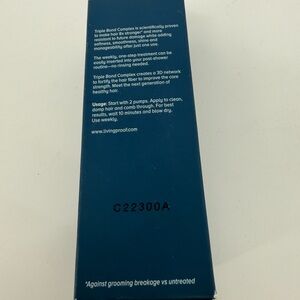 Triple Bond Complex is scientifically proven
to make hair 8x stronger* and more
resistant to future damage while adding
softness, smoothness, shine and
manageability after just one use.
The weekly, one-step treatment can be
easily inserted into your post-shower
routine—no rinsing needed.
Triple Bond Complex creates a 3D network
to fortify the hair fiber to improve the core
strength. Meet the next generation of
healthy hair.
Usage: Start with 2 pumps. Apply to clean,
damp hair and comb through. For best
results, wait 10 minutes and blow dry.
Use weekly.
www.livingproof.com
C22300A
*Against grooming breakage vs untreated